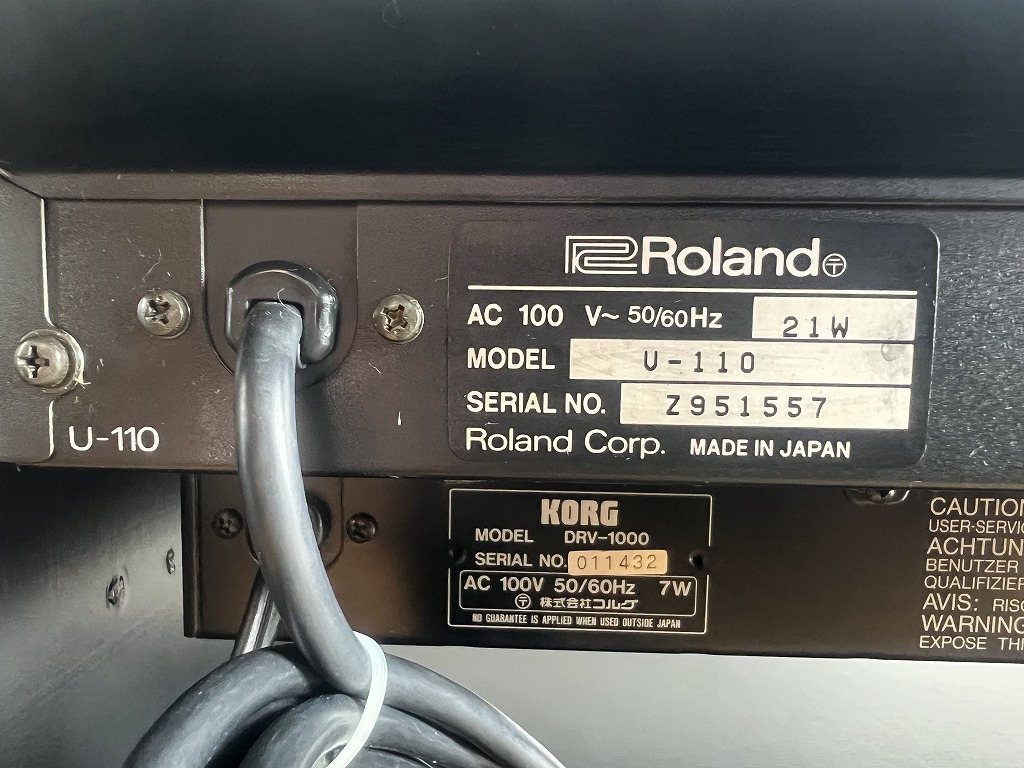 Roland〒
AC 100 V~ 50/60Hz 21W
MODEL U-110
SERIAL NO. Z951557
Roland Corp. MADE IN JAPAN
U-110
KORG
MODEL DRV-1000
SERIAL NO. 011432
AC 100V 50/60Hz 7W
〒 株式会社コルグ
NO GUARANTEE IS APPLIED WHEN USED OUTSIDE JAPAN
CAUTION
USER-SERVIC
ACHTUN
BENUTZER
QUALIFIZIER
AVIS: RISQ
WARNING
EXPOSE THI